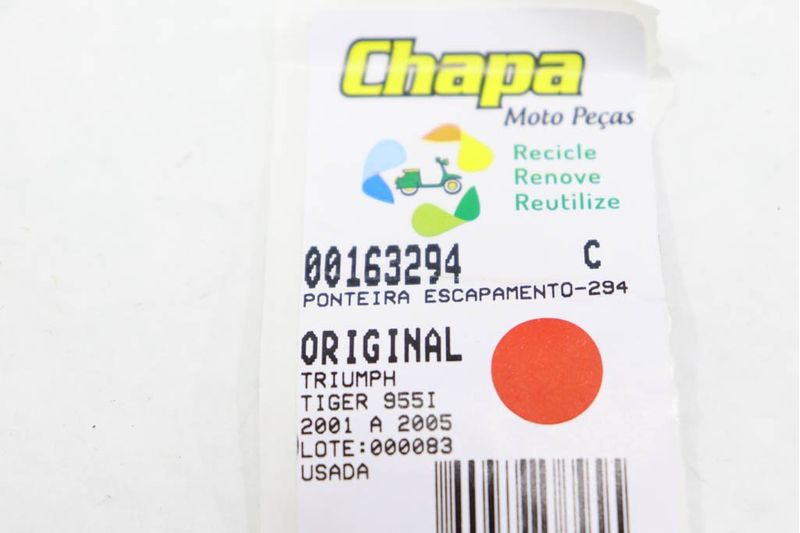 Chapa
Moto Peças
Recicle
Renove
Reutilize
00163294 C
PONTEIRA ESCAPAMENTO-294
ORIGINAL
TRIUMPH
TIGER 955I
2001 A 2005
LOTE:000083
USADA